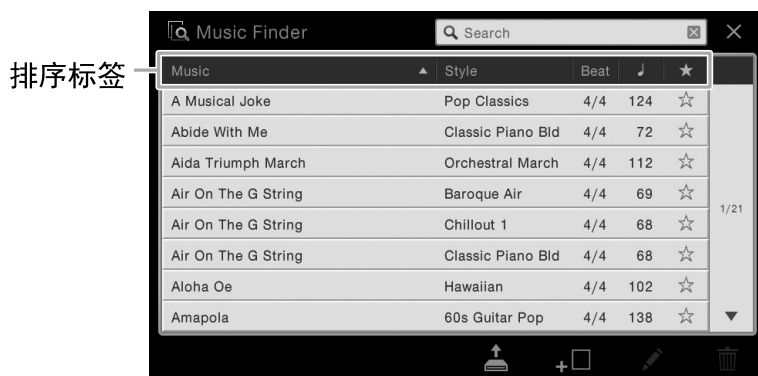 Music Finder Search
排序标签
Music Style Beat
A Musical Joke Pop Classics 4/4 124
Abide With Me Classic Piano Bld 4/4 72
Aida Triumph March Orchestral March 4/4 112
Air On The G String Baroque Air 4/4 69
Air On The G String Chillout 1 4/4 68
Air On The G String Classic Piano Bld 4/4 68
Aloha Oe Hawaiian 4/4 102
Amapola 60s Guitar Pop 4/4 138
1/21